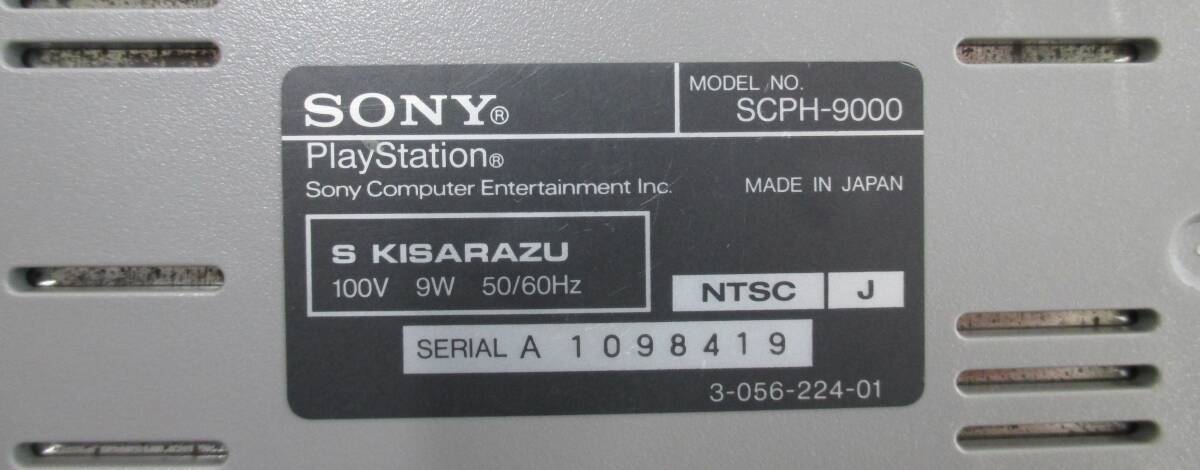 SONY®
MODEL NO.
SCPH-9000
PlayStation®
Sony Computer Entertainment Inc.
MADE IN JAPAN
S KISARAZU
100V 9W 50/60Hz
NTSC J
SERIAL A 1098419
3-056-224-01